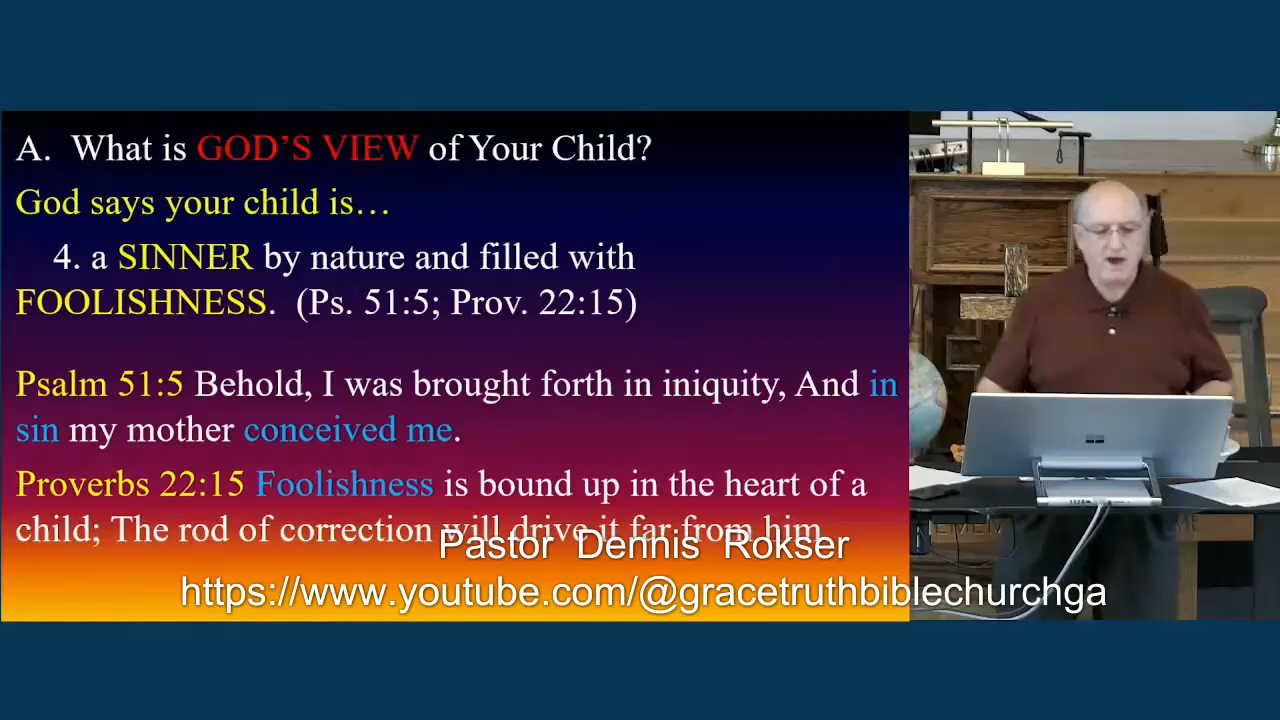 A. What is GOD'S VIEW of Your Child?
God says your child is…
4. a SINNER by nature and filled with
FOOLISHNESS. (Ps. 51:5; Prov. 22:15)
Psalm 51:5 Behold, I was brought forth in iniquity, And in
sin my mother conceived me.
Proverbs 22:15 Foolishness is bound up in the heart of a
child; The rod of correction will drive it far from him.
Pastor Dennis Rokser
https://www.youtube.com/@gracetruthbiblechurchga